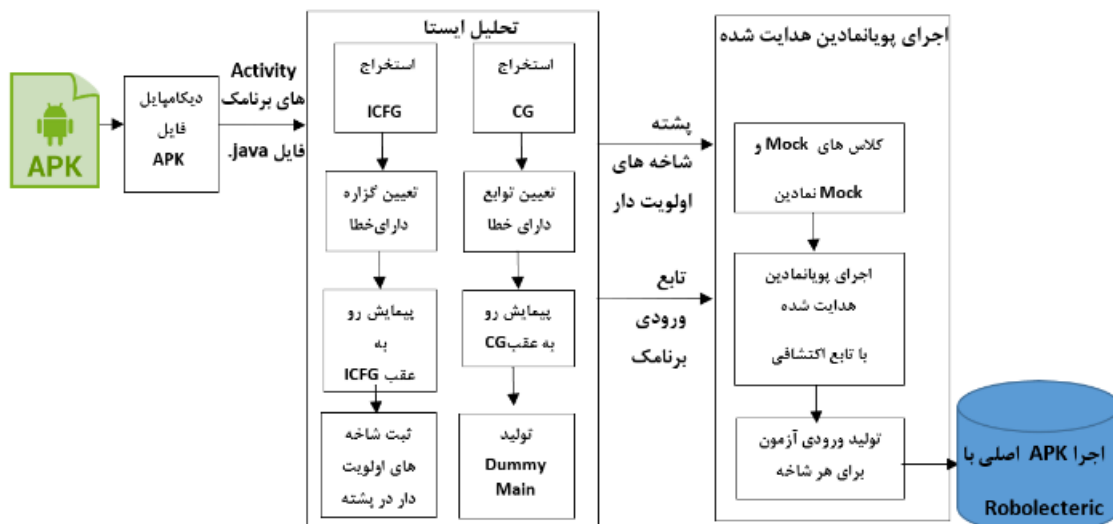 APK
دیکامپایل
فایل
APK
Activity
های برنامک
فایل java.
تحلیل ایستا
استخراج
ICFG
تعیین گزاره
دارای‌خطا
پیمایش رو
به
عقب ICFG
ثبت شاخه
های اولویت
دار در پشته
استخراج
CG
تعیین توابع
دارای خطا
پیمایش رو
به عقبCG
تولید
Dummy
Main
پشته
شاخه های
اولویت دار
تابع
ورودی
برنامک
اجرای پویانمادین هدایت شده
کلاس های Mock و
Mock نمادین
اجرای پویانمادین
هدایت شده
با تابع اکتشافی
تولید ورودی آزمون
برای هر شاخه
اجرا APK اصلی با
Robolecteric